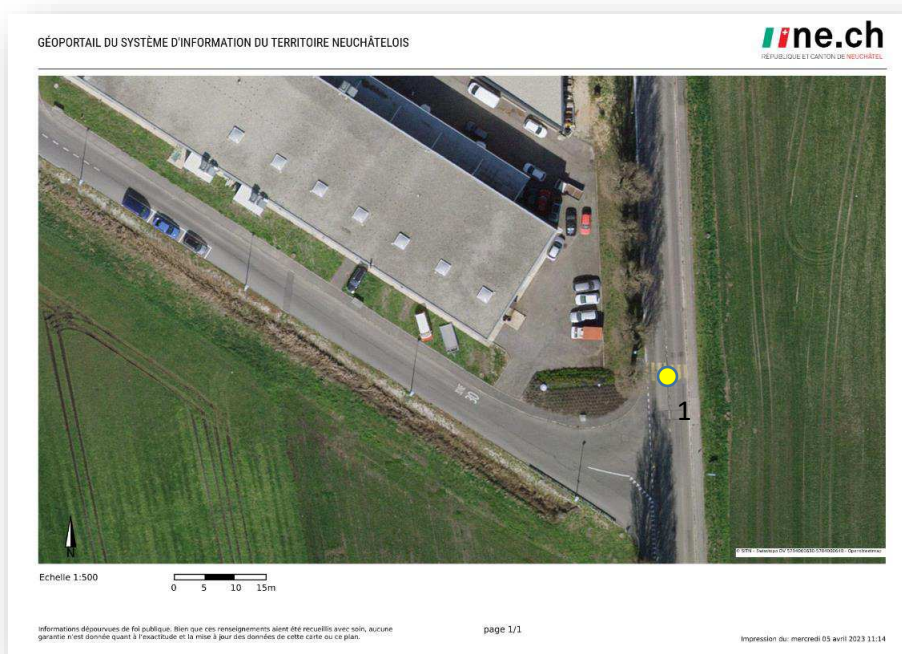 GÉOPORTAIL DU SYSTÈME D'INFORMATION DU TERRITOIRE NEUCHÂTELOIS
ne.ch
RÉPUBLIQUE ET CANTON DE NEUCHÂTEL
1
N
Echelle 1:500
0 5 10 15m
Informations dépourvues de foi publique. Bien que ces renseignements aient été recueillis avec soin, aucune
garantie n'est donnée quant à l'exactitude et la mise à jour des données de cette carte ou ce plan.
page 1/1
Impression du: mercredi 05 avril 2023 11:14